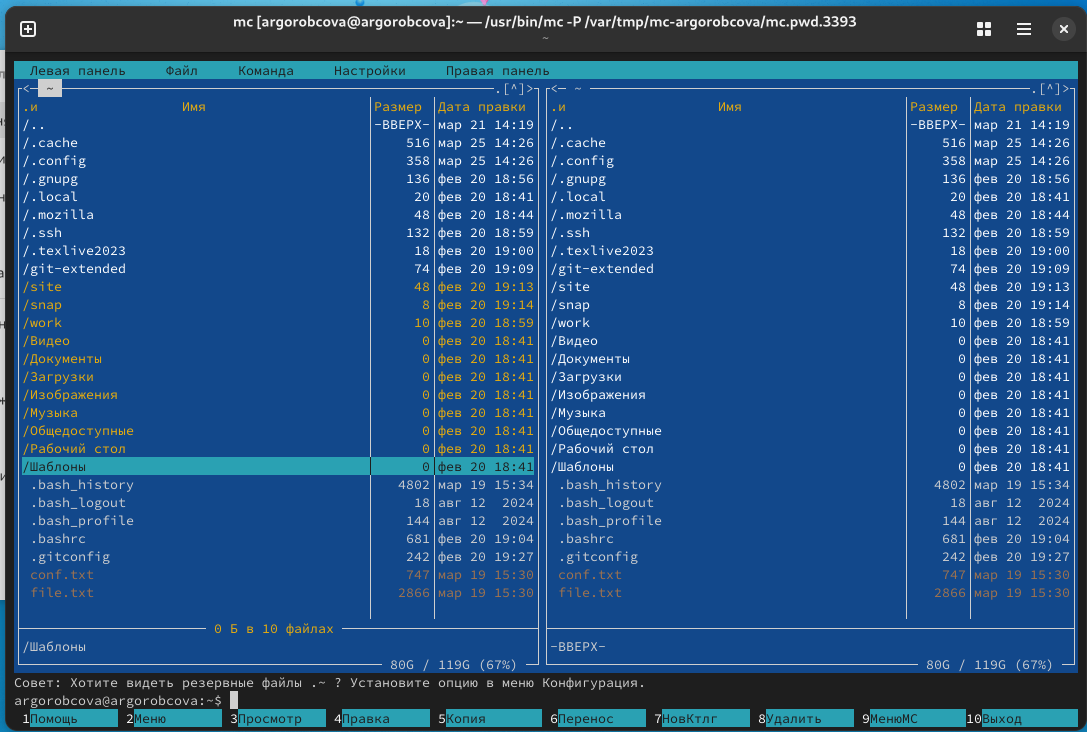 mc [argorobcova@argorobcova]:~ — /usr/bin/mc -P /var/tmp/mc-argorobcova/mc.pwd.3393
~
Левая панель Файл Команда Настройки Правая панель
<— ~ .[^]> <— ~ .[^]>
.и Имя Размер Дата правки .и Имя Размер Дата правки
/.. -ВВЕРХ- мар 21 14:19 /.. -ВВЕРХ- мар 21 14:19
/.cache 516 мар 25 14:26 /.cache 516 мар 25 14:26
/.config 358 мар 25 14:26 /.config 358 мар 25 14:26
/.gnupg 136 фев 20 18:56 /.gnupg 136 фев 20 18:56
/.local 20 фев 20 18:41 /.local 20 фев 20 18:41
/.mozilla 48 фев 20 18:44 /.mozilla 48 фев 20 18:44
/.ssh 132 фев 20 18:59 /.ssh 132 фев 20 18:59
/.texlive2023 18 фев 20 19:00 /.texlive2023 18 фев 20 19:00
/git-extended 74 фев 20 19:09 /git-extended 74 фев 20 19:09
/site 48 фев 20 19:13 /site 48 фев 20 19:13
/snap 8 фев 20 19:14 /snap 8 фев 20 19:14
/work 10 фев 20 18:59 /work 10 фев 20 18:59
/Видео 0 фев 20 18:41 /Видео 0 фев 20 18:41
/Документы 0 фев 20 18:41 /Документы 0 фев 20 18:41
/Загрузки 0 фев 20 18:41 /Загрузки 0 фев 20 18:41
/Изображения 0 фев 20 18:41 /Изображения 0 фев 20 18:41
/Музыка 0 фев 20 18:41 /Музыка 0 фев 20 18:41
/Общедоступные 0 фев 20 18:41 /Общедоступные 0 фев 20 18:41
/Рабочий стол 0 фев 20 18:41 /Рабочий стол 0 фев 20 18:41
/Шаблоны 0 фев 20 18:41 /Шаблоны 0 фев 20 18:41
.bash_history 4802 мар 19 15:34 .bash_history 4802 мар 19 15:34
.bash_logout 18 авг 12 2024 .bash_logout 18 авг 12 2024
.bash_profile 144 авг 12 2024 .bash_profile 144 авг 12 2024
.bashrc 681 фев 20 19:04 .bashrc 681 фев 20 19:04
.gitconfig 242 фев 20 19:27 .gitconfig 242 фев 20 19:27
conf.txt 747 мар 19 15:30 conf.txt 747 мар 19 15:30
file.txt 2866 мар 19 15:30 file.txt 2866 мар 19 15:30
0 Б в 10 файлах
/Шаблоны -ВВЕРХ-
80G / 119G (67%) 80G / 119G (67%)
Совет: Хотите видеть резервные файлы .~ ? Установите опцию в меню Конфигурация.
argorobcova@argorobcova:~$
1Помощь 2Меню 3Просмотр 4Правка 5Копия 6Перенос 7НовКтлг 8Удалить 9МенюMC 10Выход